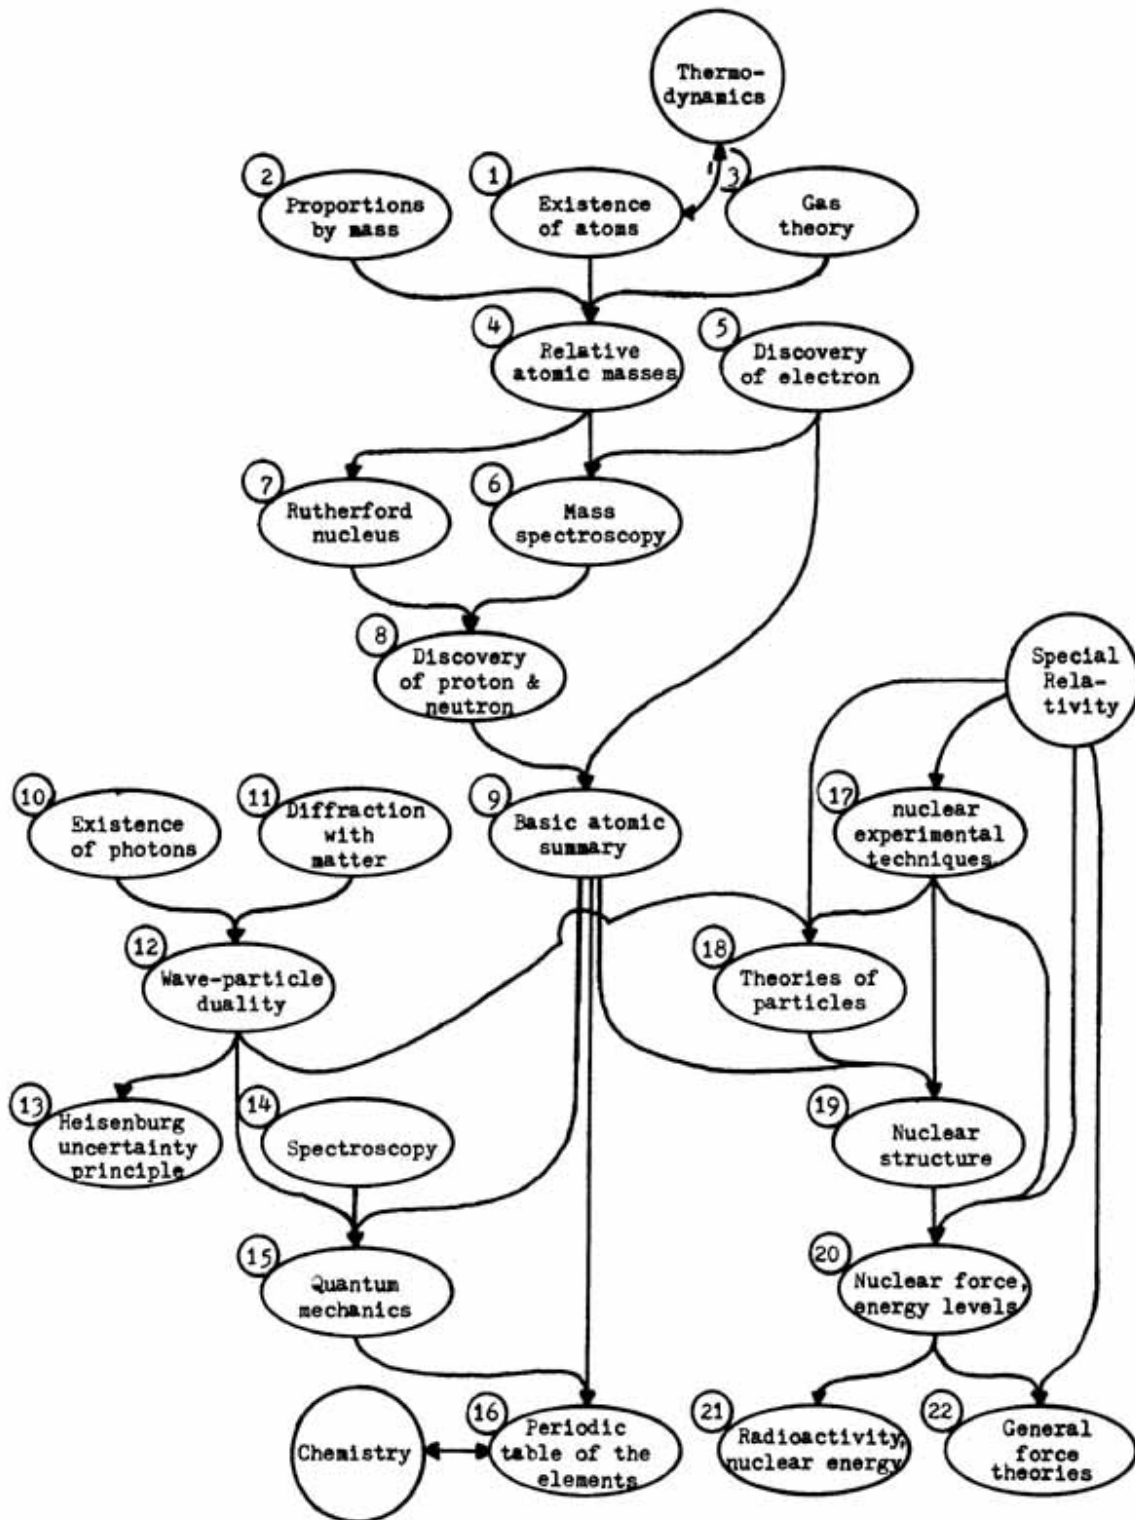 Thermo-
dynamics
2
Proportions
by mass
1
Existence
of atoms
3
Gas
theory
4
Relative
atomic masses
5
Discovery
of electron
7
Rutherford
nucleus
6
Mass
spectroscopy
8
Discovery
of proton &
neutron
Special
Rela-
tivity
10
Existence
of photons
11
Diffraction
with
matter
9
Basic atomic
summary
17
nuclear
experimental
techniques
12
Wave-particle
duality
18
Theories of
particles
13
Heisenburg
uncertainty
principle
14
Spectroscopy
19
Nuclear
structure
15
Quantum
mechanics
20
Nuclear force,
energy levels
Chemistry
16
Periodic
table of the
elements
21
Radioactivity,
nuclear energy
22
General
force
theories